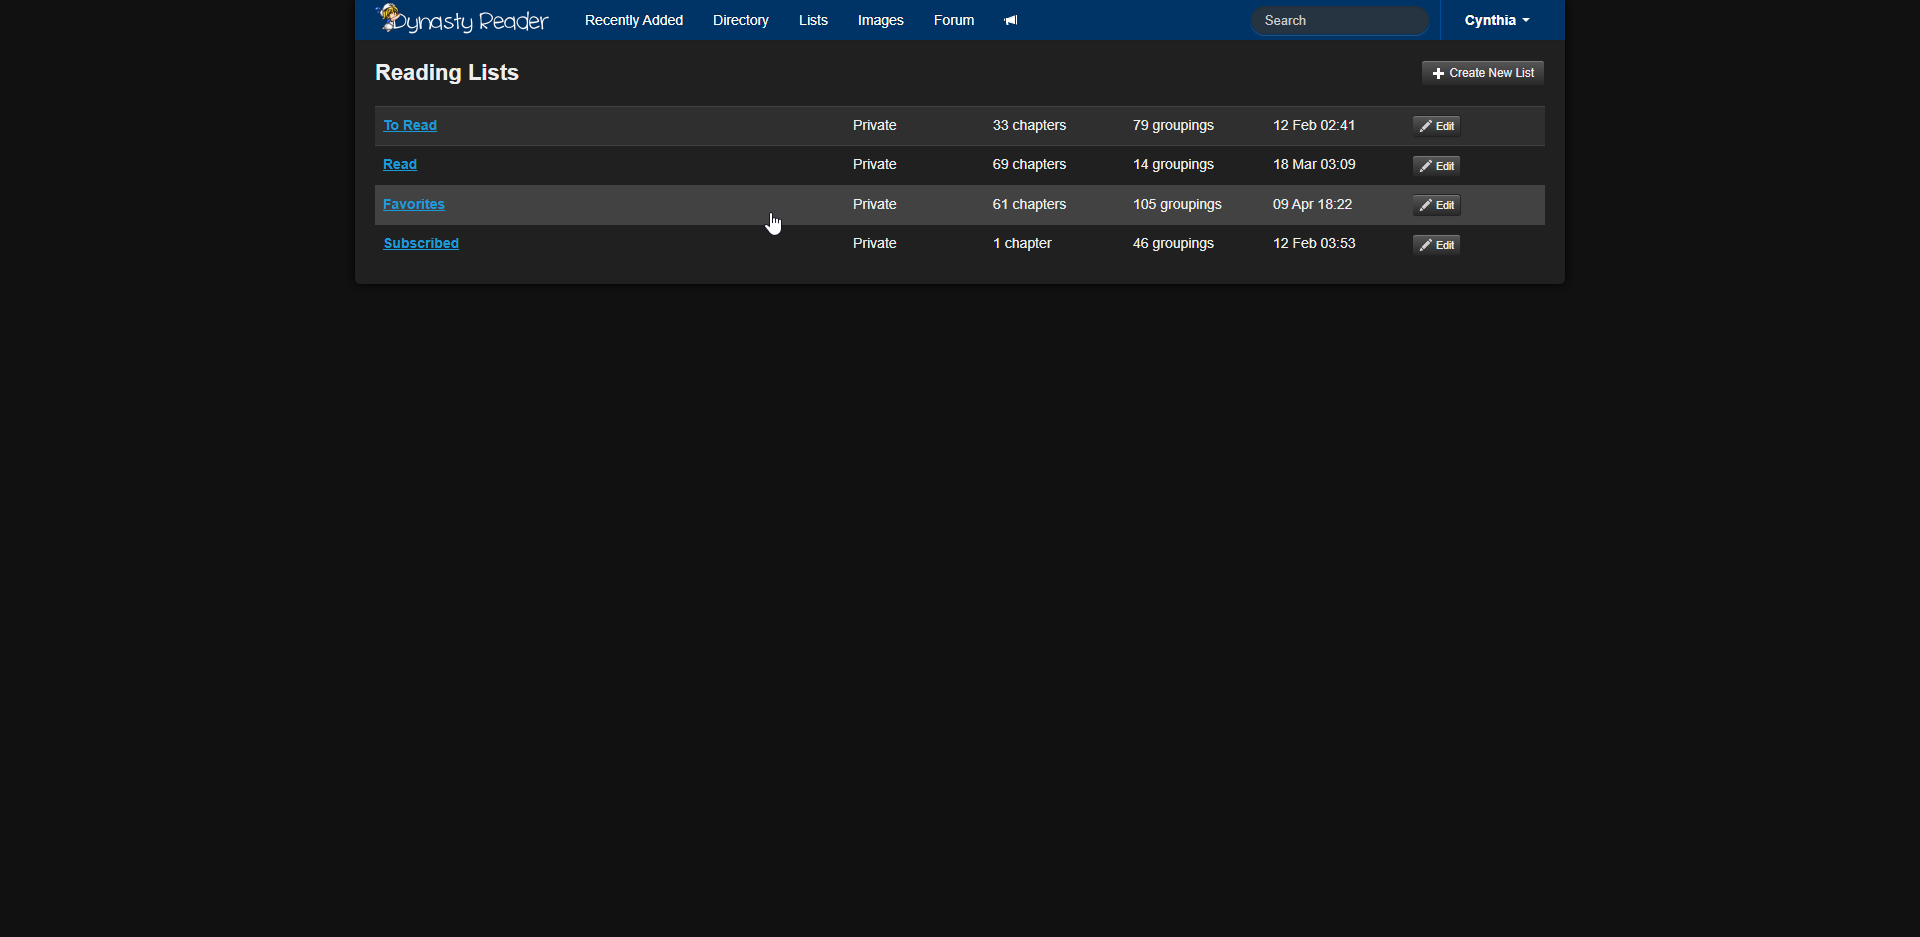 Dynasty Reader Recently Added Directory Lists Images Forum Search Cynthia
Reading Lists Create New List
To Read Private 33 chapters 79 groupings 12 Feb 02:41 Edit
Read Private 69 chapters 14 groupings 18 Mar 03:09 Edit
Favorites Private 61 chapters 105 groupings 09 Apr 18:22 Edit
Subscribed Private 1 chapter 46 groupings 12 Feb 03:53 Edit